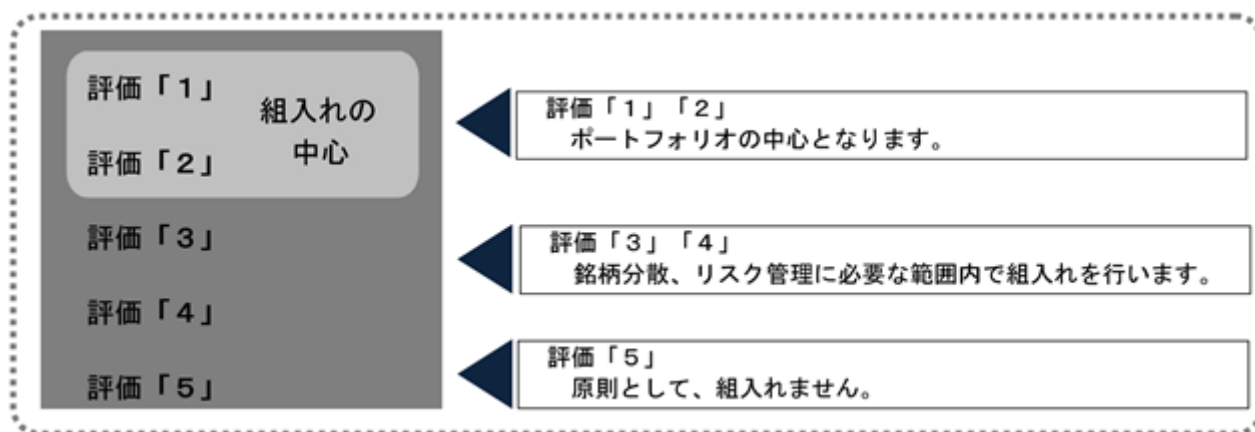 評価「１」
組入れの
中心
評価「２」
評価「３」
評価「４」
評価「５」
評価「１」「２」
ポートフォリオの中心となります。
評価「３」「４」
銘柄分散、リスク管理に必要な範囲内で組入れを行います。
評価「５」
原則として、組入れません。